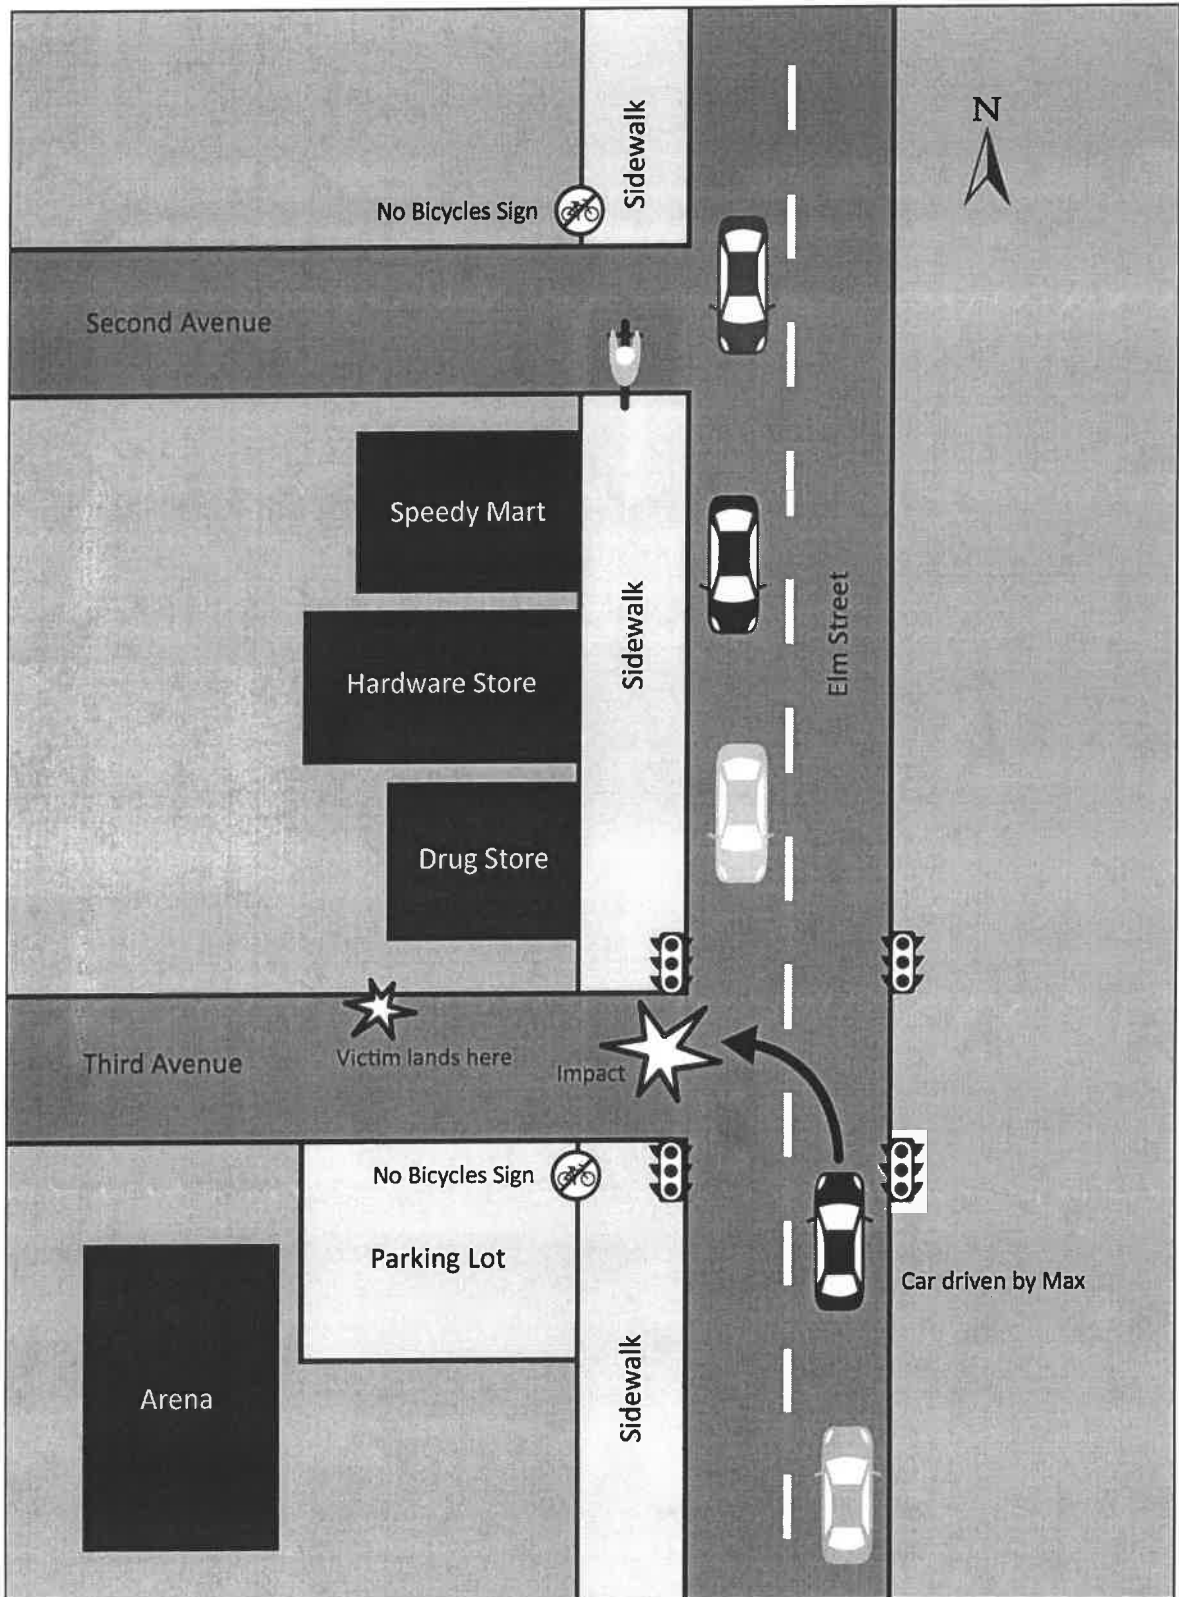 Sidewalk
N
No Bicycles Sign
Second Avenue
Speedy Mart
Elm Street
Sidewalk
Hardware Store
Drug Store
Victim lands here
Third Avenue
Impact
No Bicycles Sign
Parking Lot
Car driven by Max
Arena
Sidewalk